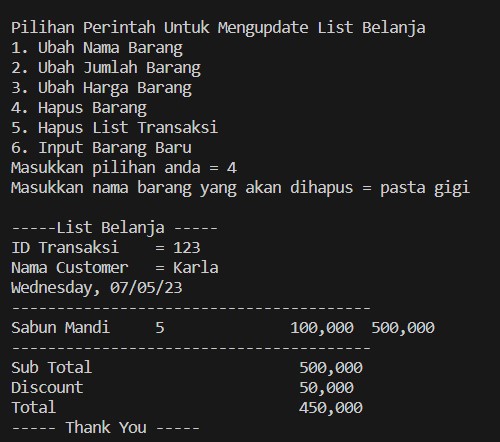 Pilihan Perintah Untuk Mengupdate List Belanja
1. Ubah Nama Barang
2. Ubah Jumlah Barang
3. Ubah Harga Barang
4. Hapus Barang
5. Hapus List Transaksi
6. Input Barang Baru
Masukkan pilihan anda = 4
Masukkan nama barang yang akan dihapus = pasta gigi
-----List Belanja -----
ID Transaksi    = 123
Nama Customer   = Karla
Wednesday, 07/05/23
----------------------------------------
Sabun Mandi     5              100,000  500,000
----------------------------------------
Sub Total                       500,000
Discount                        50,000
Total                           450,000
----- Thank You -----